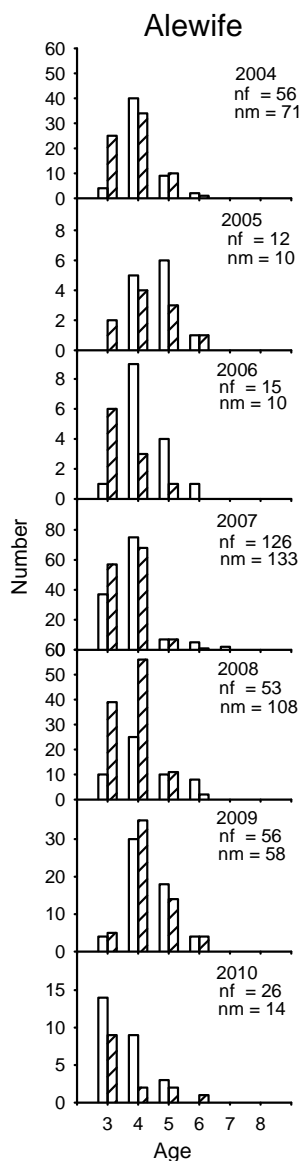 Alewife
60
50
40
30
20
10
0
2004
nf = 56
nm = 71
8
6
4
2
0
2005
nf = 12
nm = 10
8
6
4
2
0
2006
nf = 15
nm = 10
Number
80
60
40
20
0
2007
nf = 126
nm = 133
60
50
40
30
20
10
0
2008
nf = 53
nm = 108
30
20
10
0
2009
nf = 56
nm = 58
15
10
5
0
2010
nf = 26
nm = 14
3 4 5 6 7 8
Age